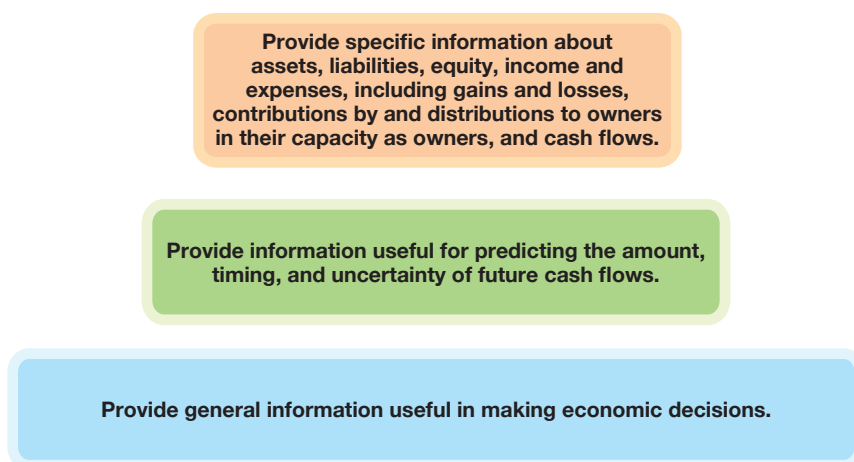 Provide specific information about
assets, liabilities, equity, income and
expenses, including gains and losses,
contributions by and distributions to owners
in their capacity as owners, and cash flows.
Provide information useful for predicting the amount,
timing, and uncertainty of future cash flows.
Provide general information useful in making economic decisions.